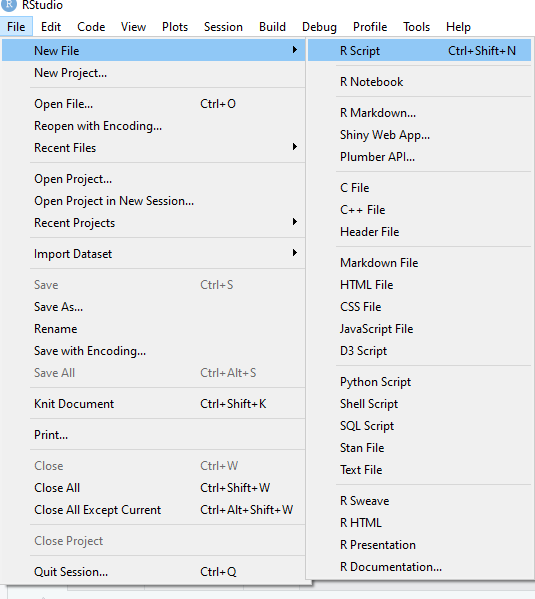 R RStudio
File Edit Code View Plots Session Build Debug Profile Tools Help
New File
New Project...
Open File... Ctrl+O
Reopen with Encoding...
Recent Files
Open Project...
Open Project in New Session...
Recent Projects
Import Dataset
Save Ctrl+S
Save As...
Rename
Save with Encoding...
Save All Ctrl+Alt+S
Knit Document Ctrl+Shift+K
Print...
Close Ctrl+W
Close All Ctrl+Shift+W
Close All Except Current Ctrl+Alt+Shift+W
Close Project
Quit Session... Ctrl+Q
R Script Ctrl+Shift+N
R Notebook
R Markdown...
Shiny Web App...
Plumber API...
C File
C++ File
Header File
Markdown File
HTML File
CSS File
JavaScript File
D3 Script
Python Script
Shell Script
SQL Script
Stan File
Text File
R Sweave
R HTML
R Presentation
R Documentation...